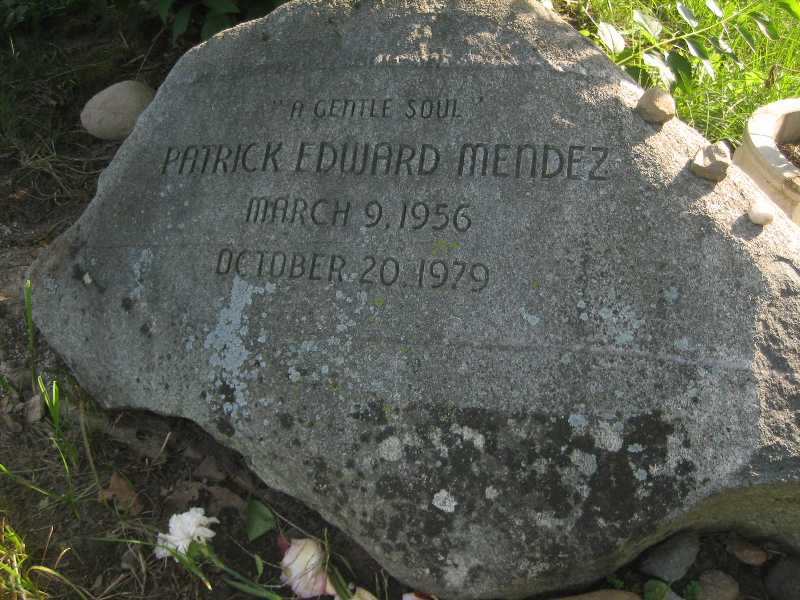 "A GENTLE SOUL"
PATRICK EDWARD MENDEZ
MARCH 9, 1956
OCTOBER 20, 1979